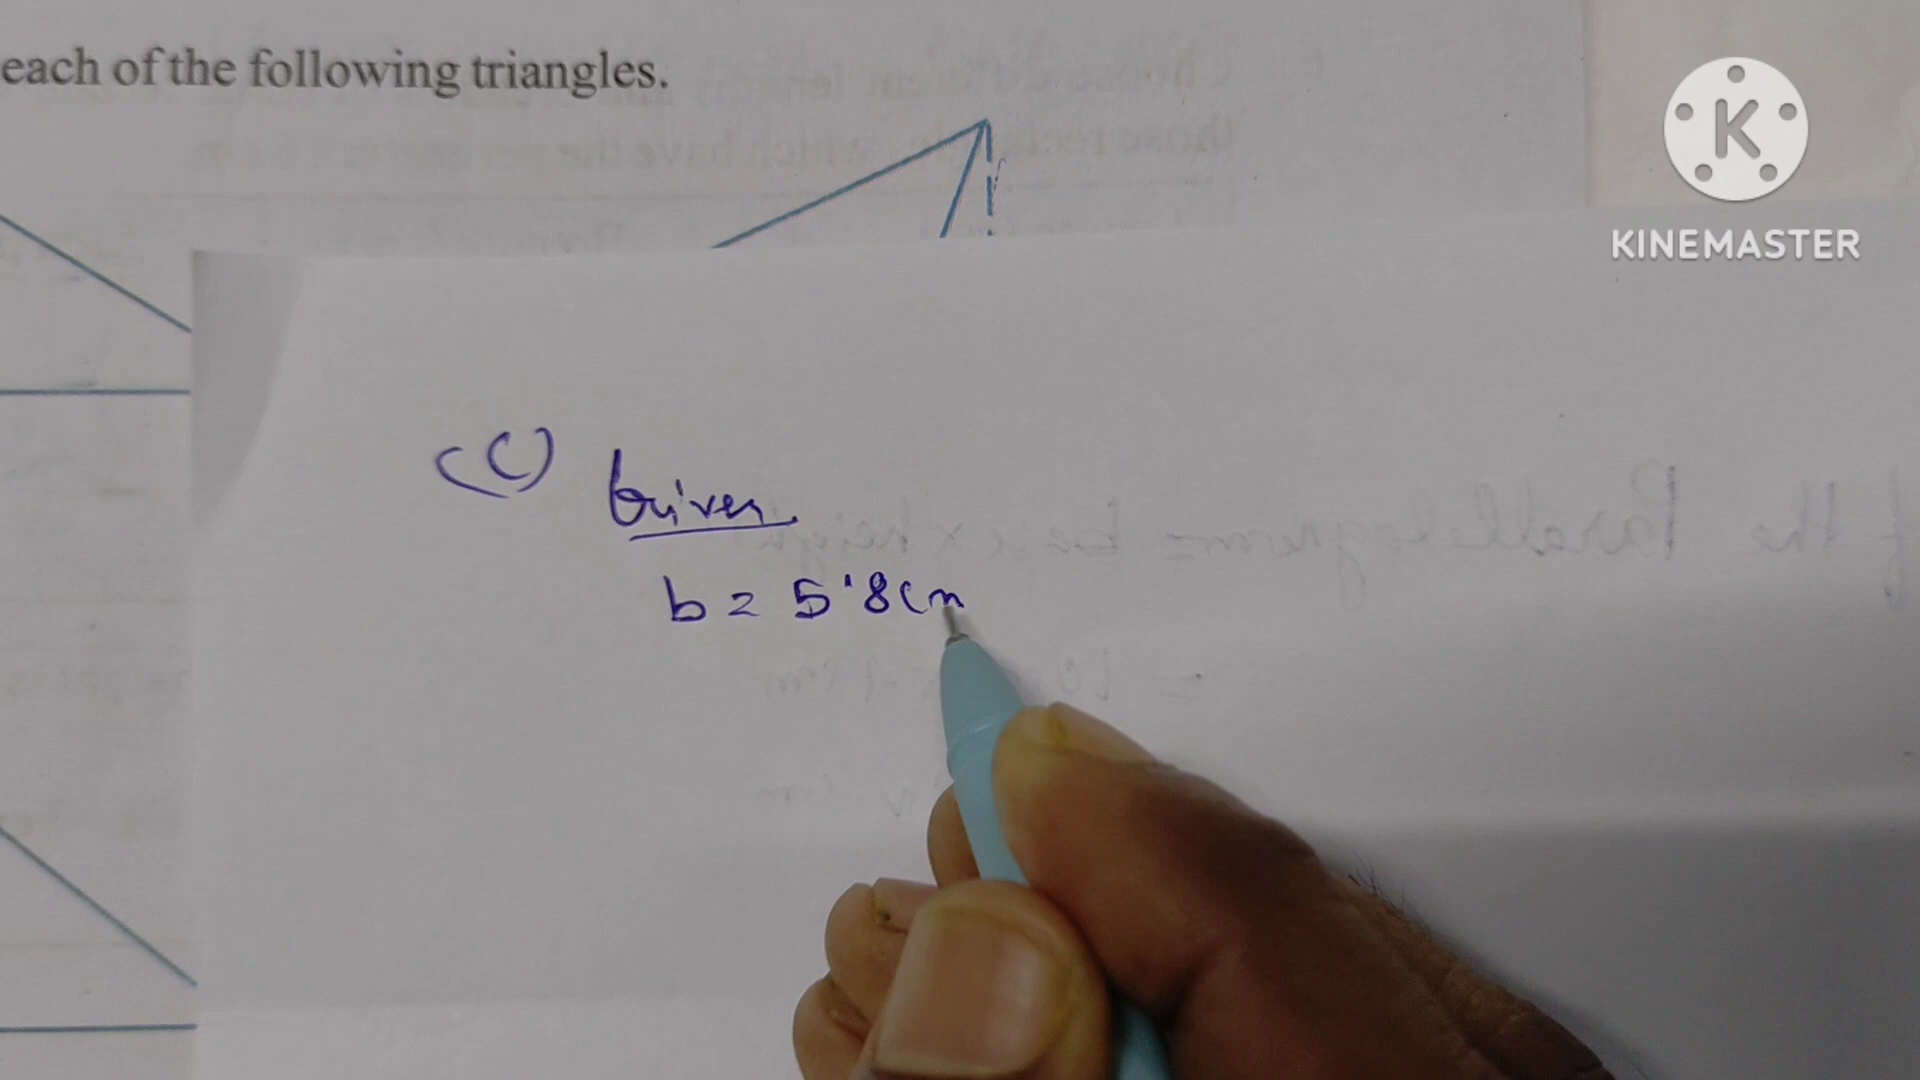 each of the following triangles.
K
KINEMASTER
(C) Given
b = 5.8cm